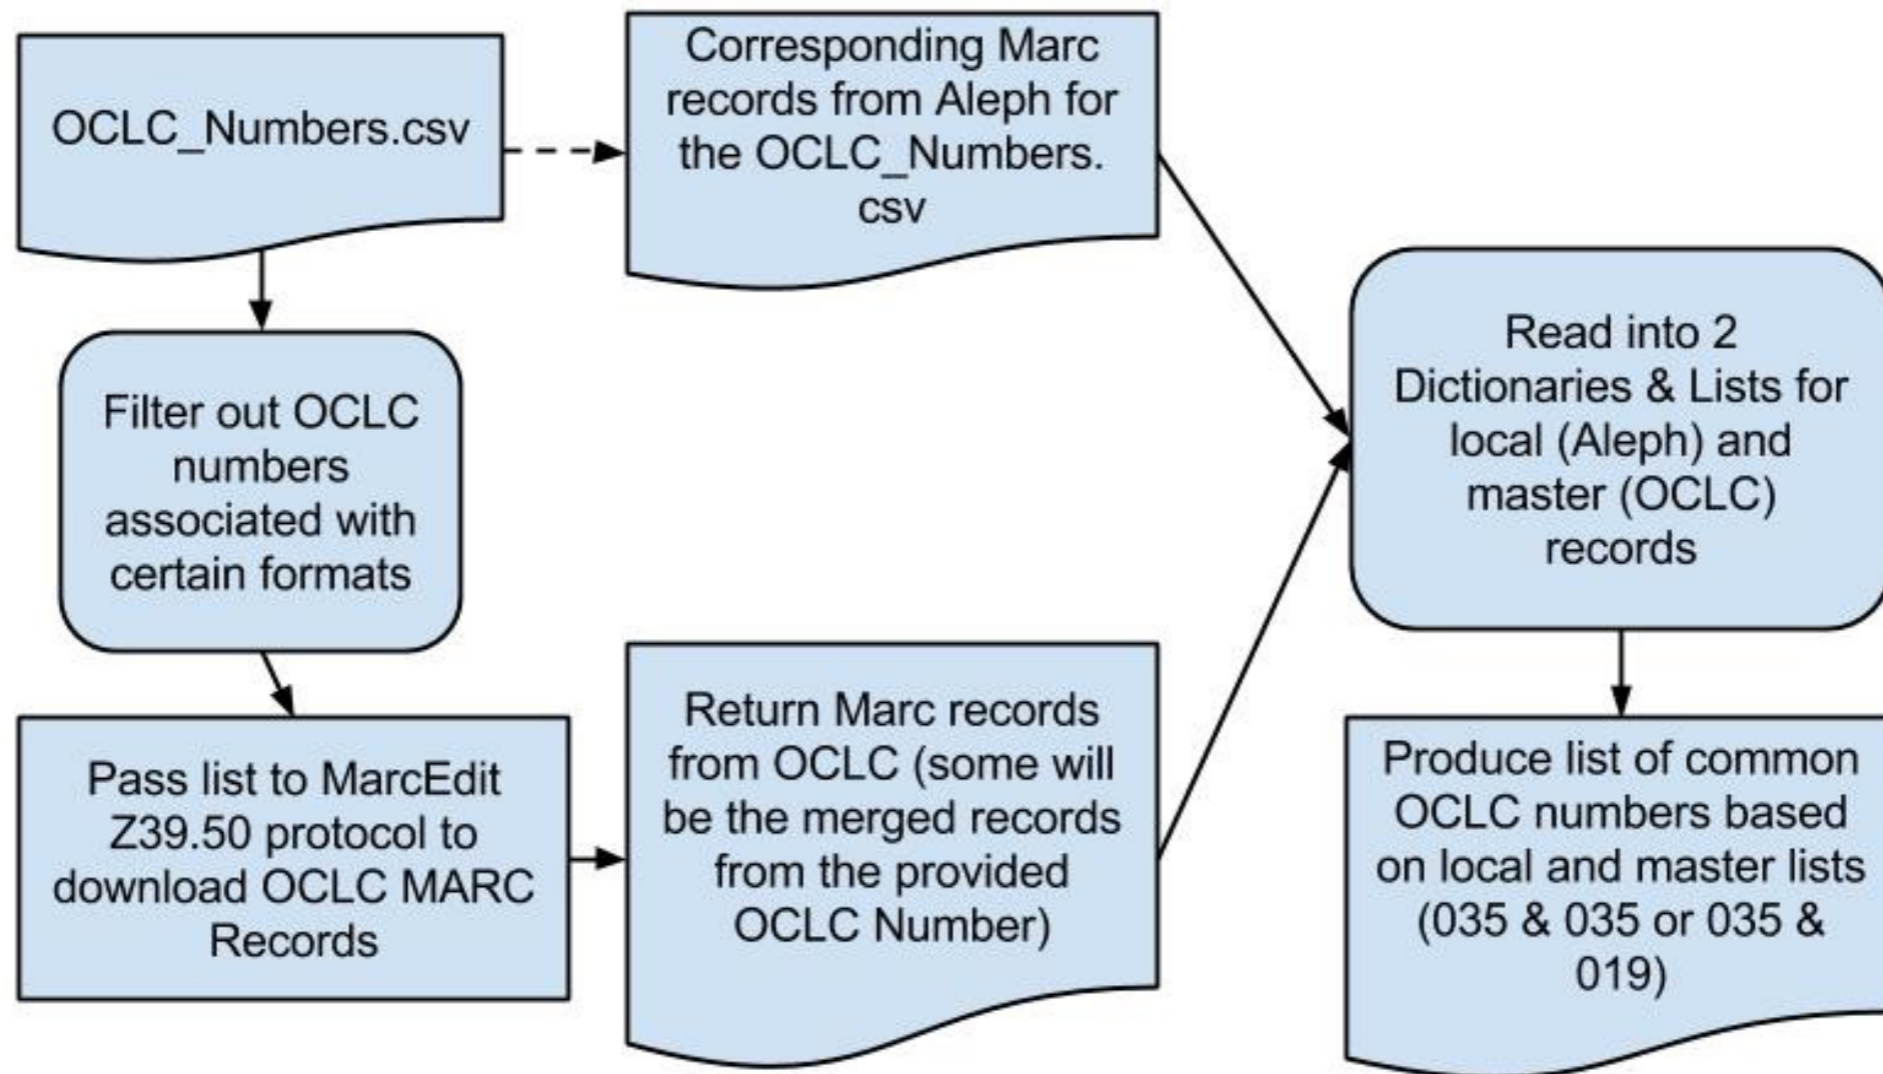 OCLC_Numbers.csv
Corresponding Marc
records from Aleph for
the OCLC_Numbers.
csv
Filter out OCLC
numbers
associated with
certain formats
Pass list to MarcEdit
Z39.50 protocol to
download OCLC MARC
Records
Return Marc records
from OCLC (some will
be the merged records
from the provided
OCLC Number)
Read into 2
Dictionaries & Lists for
local (Aleph) and
master (OCLC)
records
Produce list of common
OCLC numbers based
on local and master lists
(035 & 035 or 035 &
019)